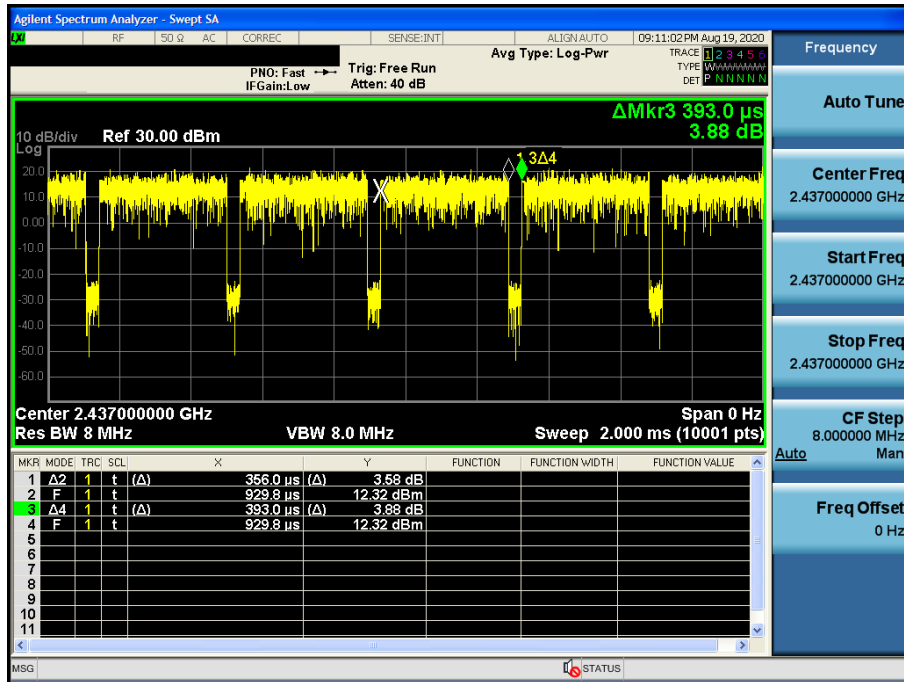 Agilent Spectrum Analyzer - Swept SA
LXI RF 50 Ω AC CORREC SENSE:INT ALIGN AUTO 09:11:02 PM Aug 19, 2020
Avg Type: Log-Pwr
TRACE 1 2 3 4 5 6
PNO: Fast Trig: Free Run
TYPE WWWWWW
IFGain:Low Atten: 40 dB
DET P N N N N N
Frequency
Auto Tune
ΔMkr3 393.0 µs
3.88 dB
10 dB/div Ref 30.00 dBm
Log
3Δ4
20.0
10.0
0.00
-10.0
-20.0
-30.0
-40.0
-50.0
-60.0
X
Center 2.437000000 GHz Span 0 Hz
Res BW 8 MHz VBW 8.0 MHz Sweep 2.000 ms (10001 pts)
Center Freq
2.437000000 GHz
Start Freq
2.437000000 GHz
Stop Freq
2.437000000 GHz
CF Step
8.000000 MHz
Auto Man
Freq Offset
0 Hz
MKR MODE TRC SCL X Y FUNCTION FUNCTION WIDTH FUNCTION VALUE
1 Δ2 1 t (Δ) 356.0 µs (Δ) 3.58 dB
2 F 1 t 929.8 µs 12.32 dBm
3 Δ4 1 t (Δ) 393.0 µs (Δ) 3.88 dB
4 F 1 t 929.8 µs 12.32 dBm
5
6
7
8
9
10
11
MSG STATUS